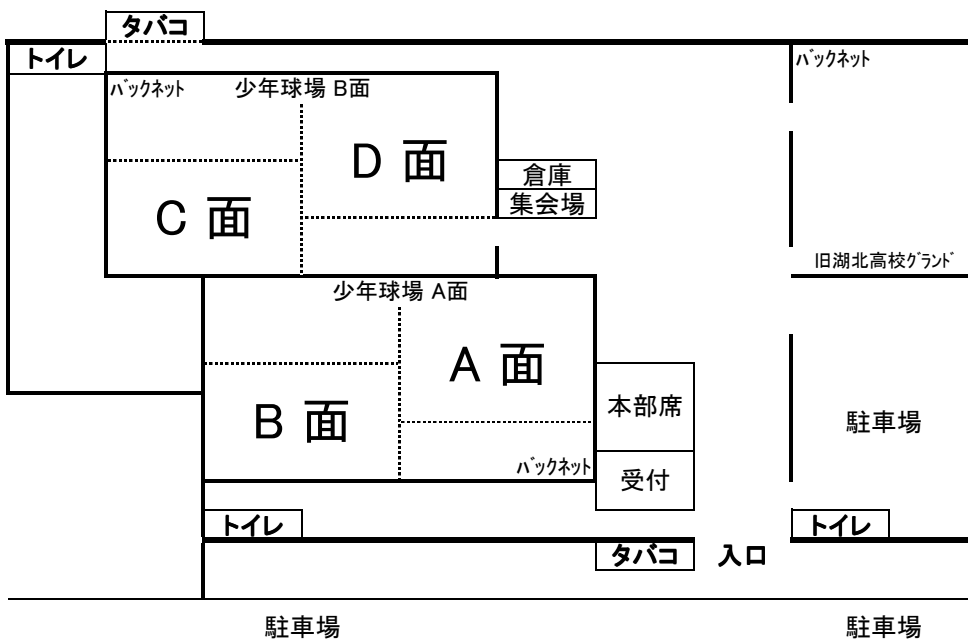 タバコ
トイレ
バックネット
バックネット 少年球場 B面
D 面
倉庫
C 面
集会場
旧湖北高校グランド
少年球場 A面
A 面
本部席
B 面
駐車場
バックネット
受付
トイレ
トイレ
タバコ 入口
駐車場
駐車場